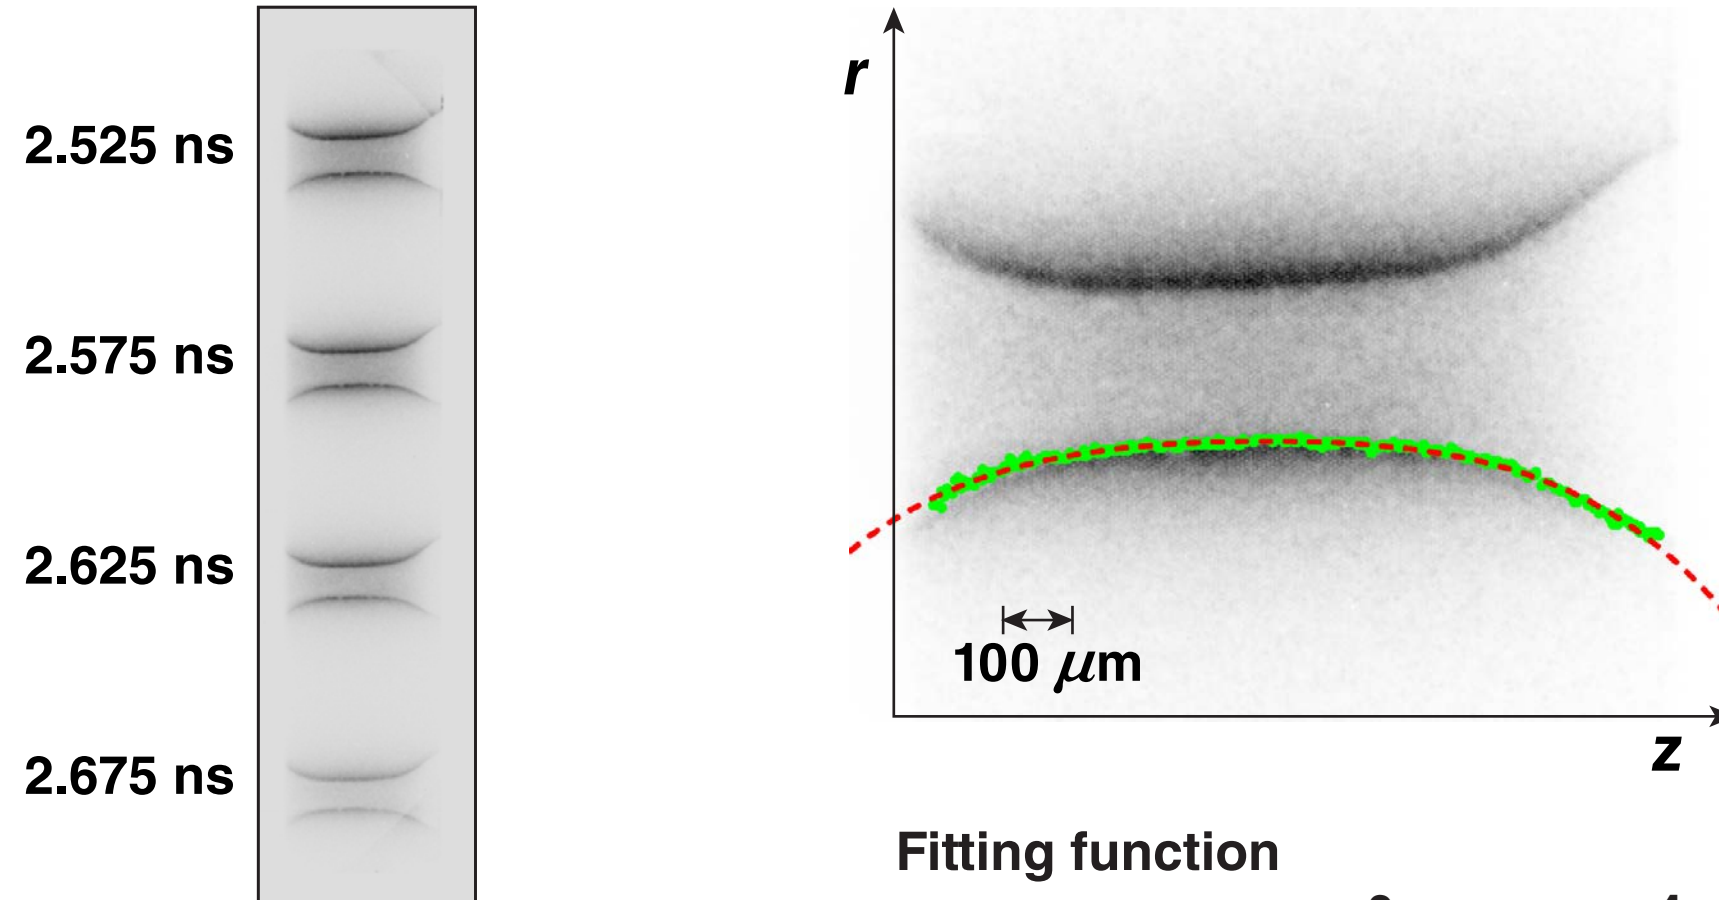 2.525 ns
2.575 ns
2.625 ns
2.675 ns
r
100 μm
z
Fitting function